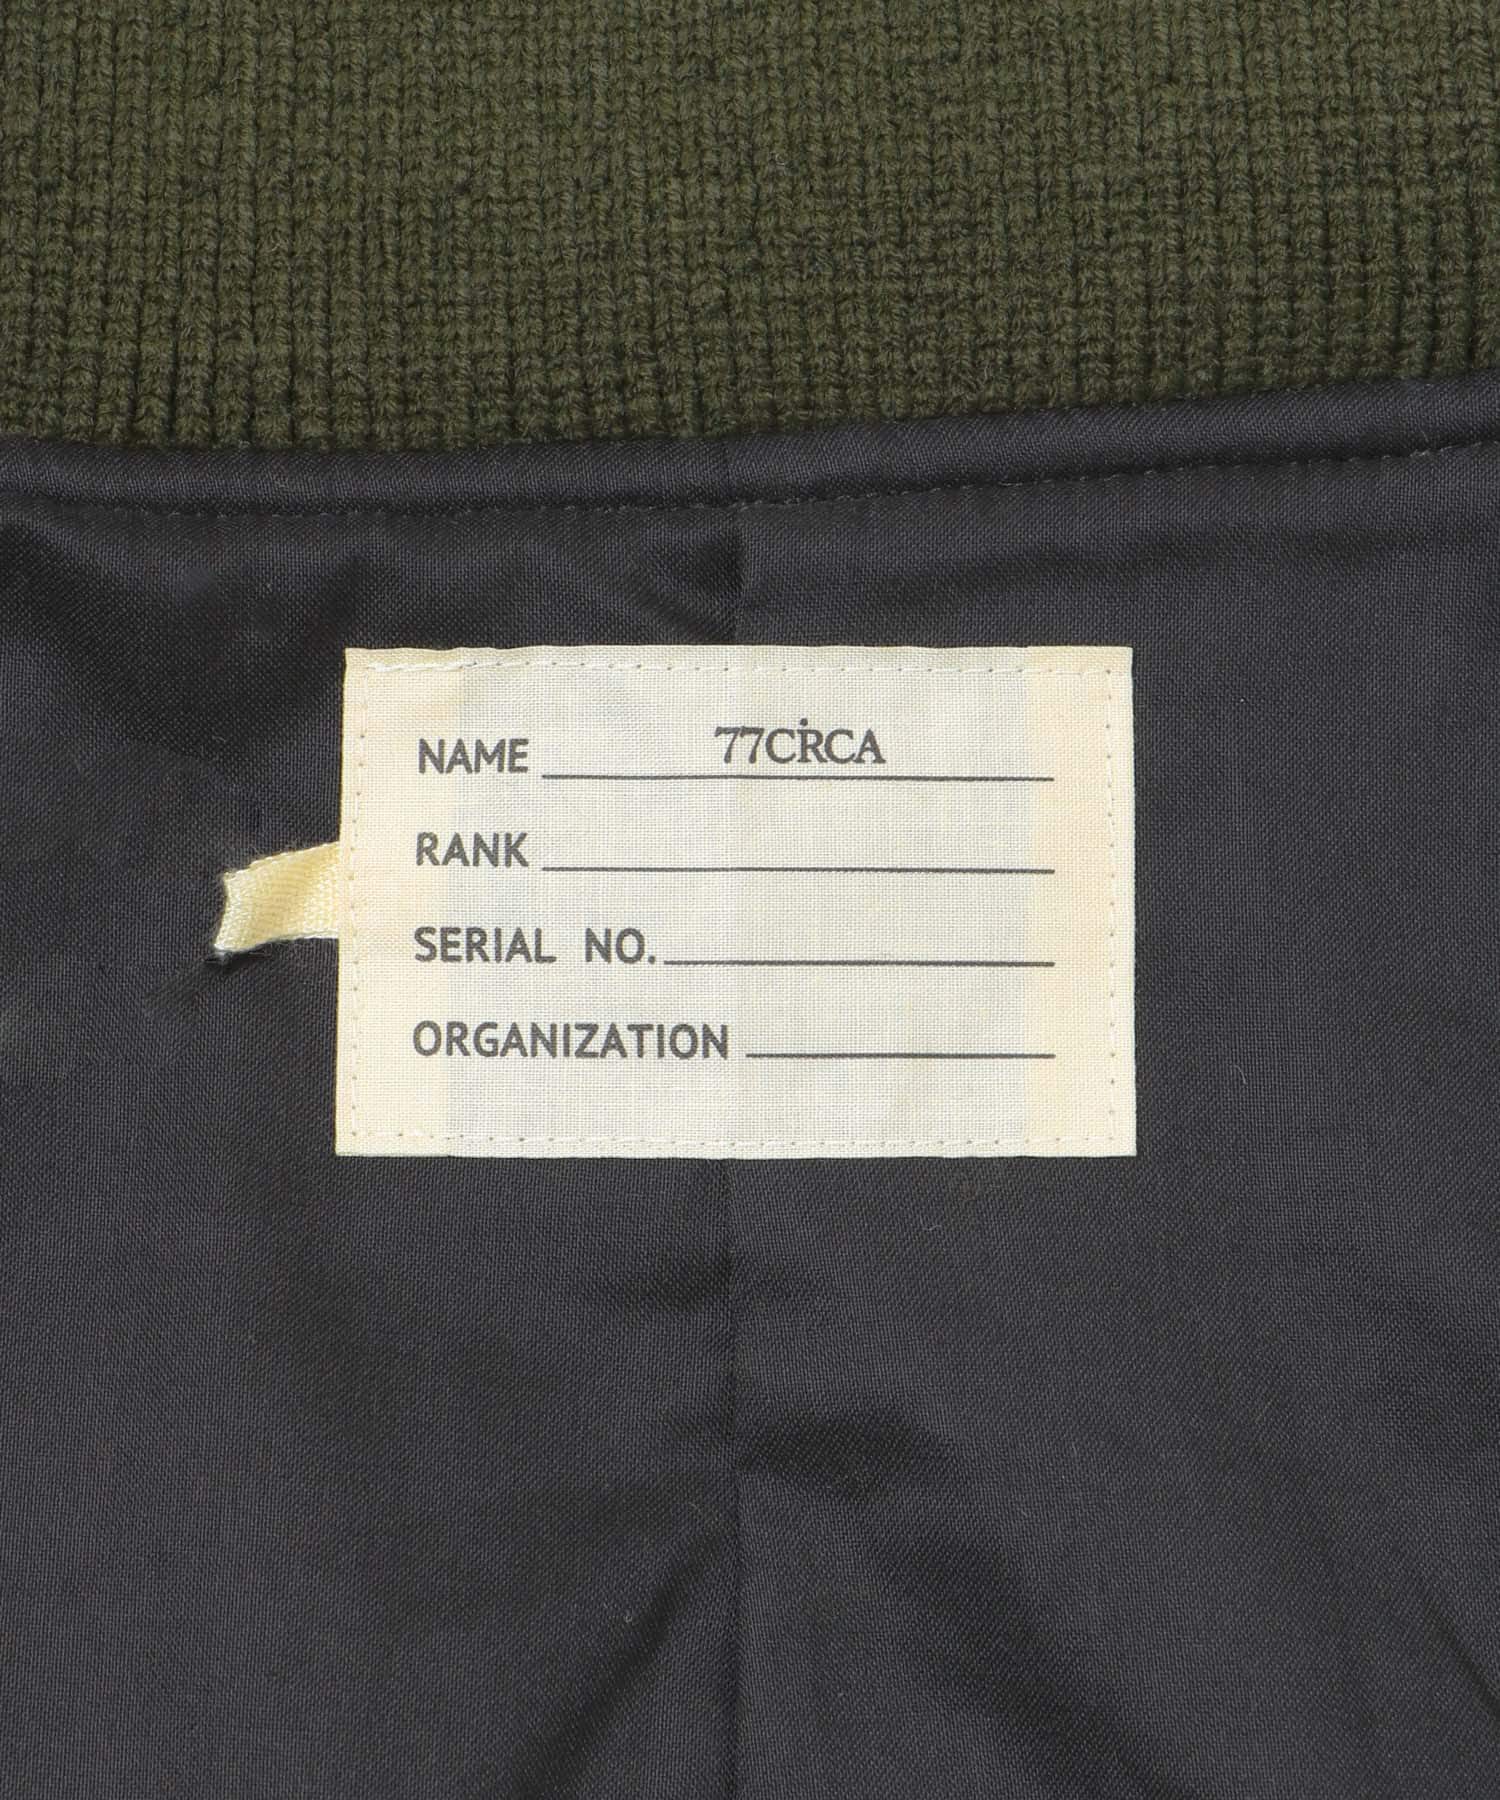 NAME 77CIRCA
RANK
SERIAL NO.
ORGANIZATION